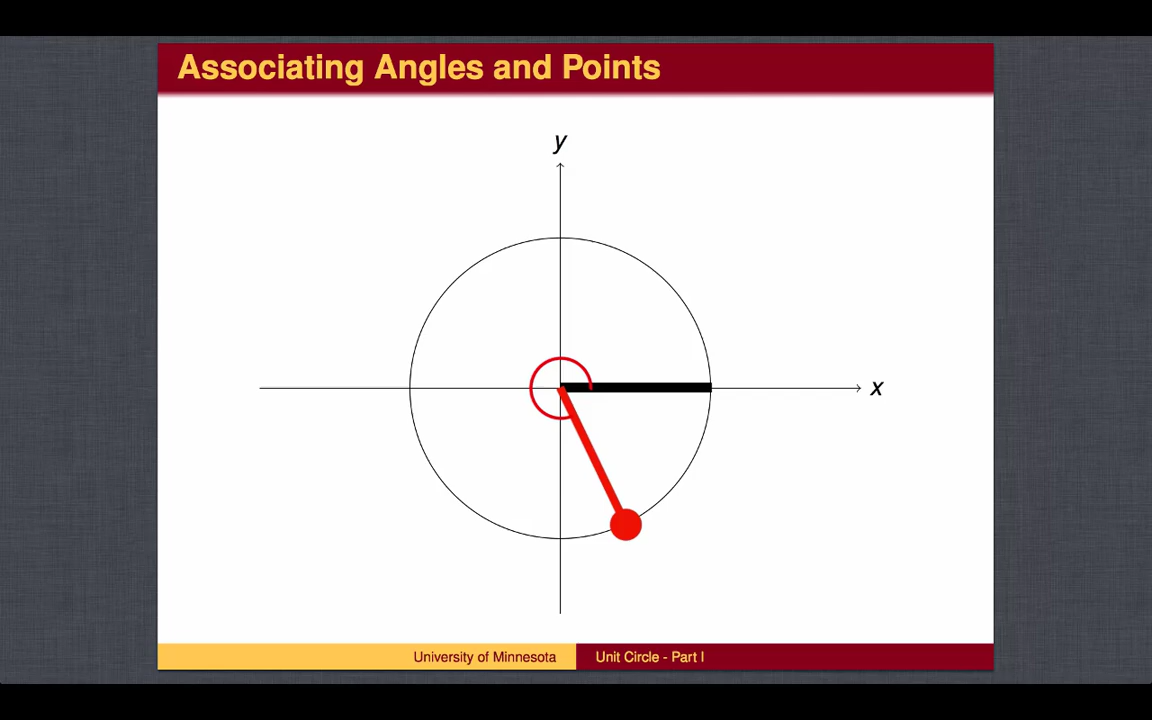 Associating Angles and Points
y
x
University of Minnesota
Unit Circle - Part I